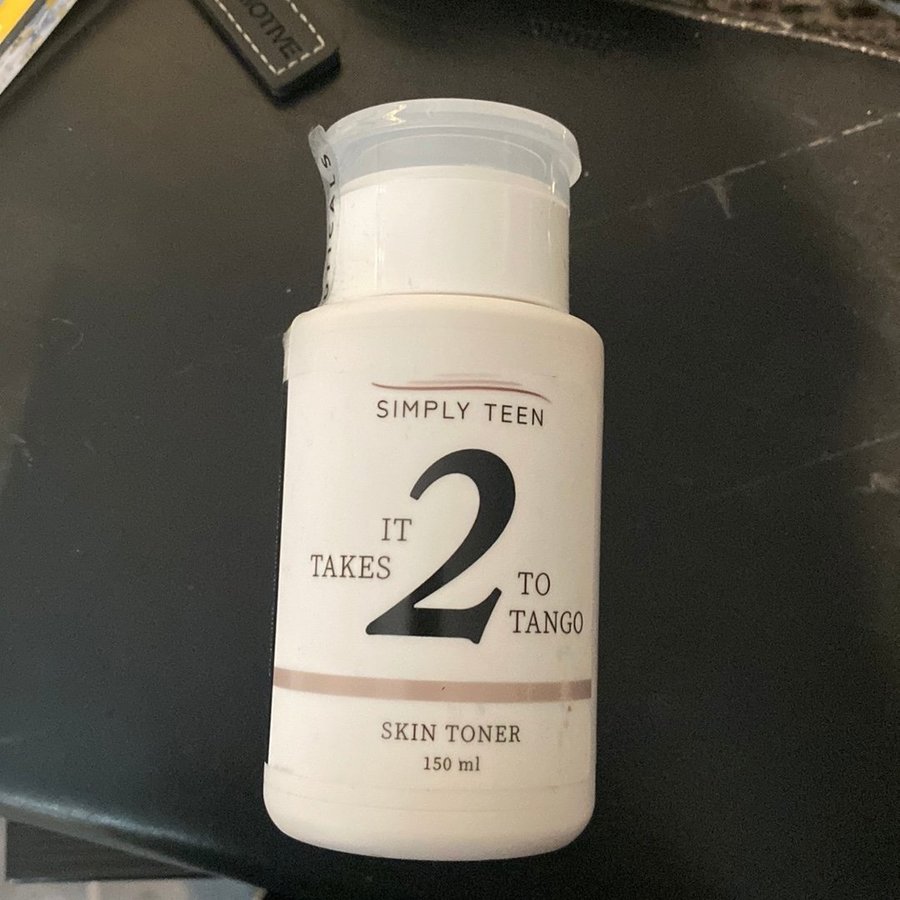 SIMPLY TEEN
IT
TAKES
2
TO
TANGO
SKIN TONER
150 ml